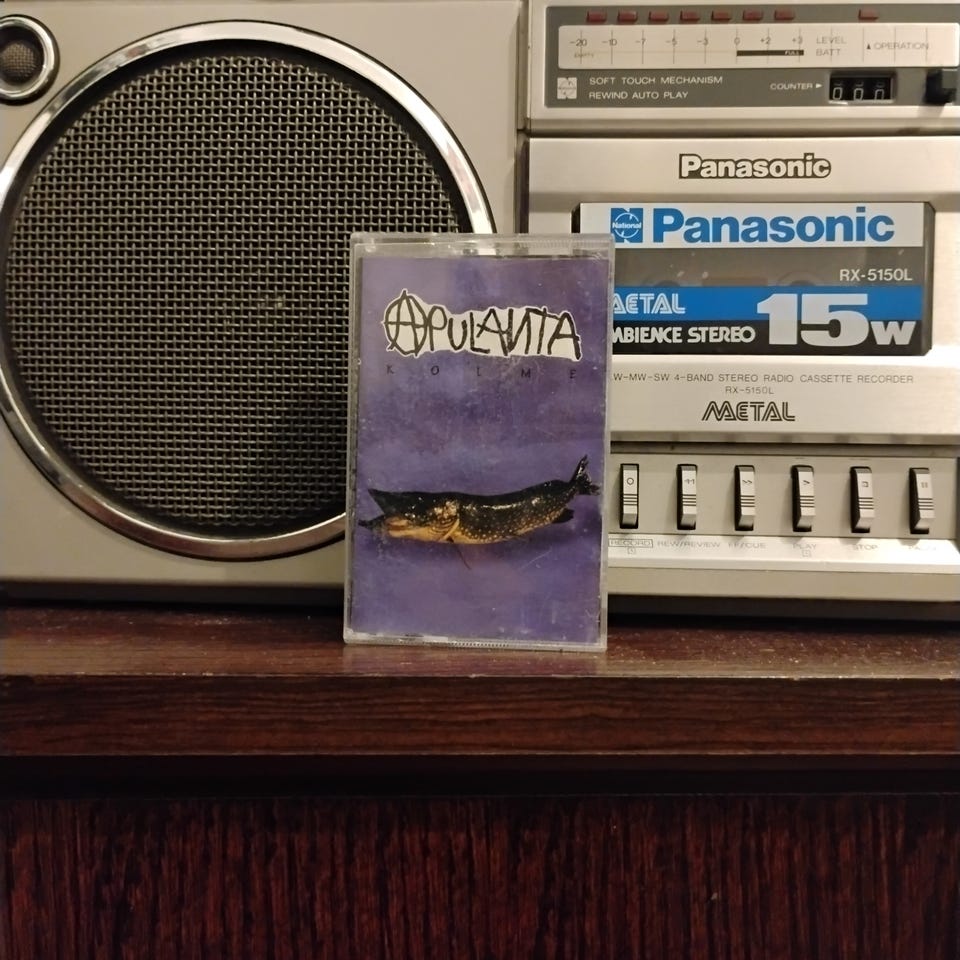 -20 -10 -7 -5 -3 0 +2 +3 LEVEL
EMPTY FULL BATT
▲OPERATION
SOFT TOUCH MECHANISM
REWIND AUTO PLAY
COUNTER ▶ 000
Panasonic
National Panasonic
RX-5150L
METAL
AMBIENCE STEREO 15W
W-MW-SW 4-BAND STEREO RADIO CASSETTE RECORDER
RX-5150L
METAL
RECORD REW/REVIEW FF/CUE PLAY STOP
APULANTA
KOLME